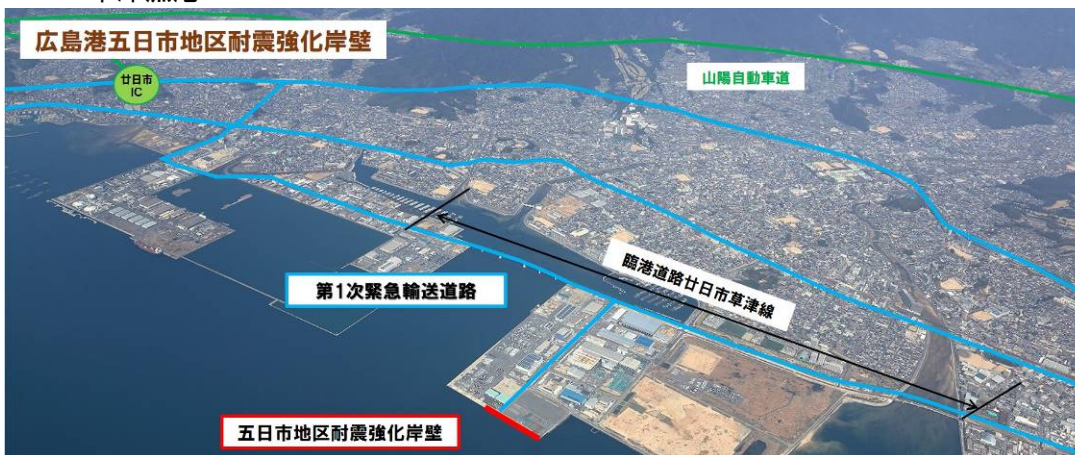 広島港五日市地区耐震強化岸壁
廿日市
IC
山陽自動車道
臨港道路廿日市草津線
第1次緊急輸送道路
五日市地区耐震強化岸壁